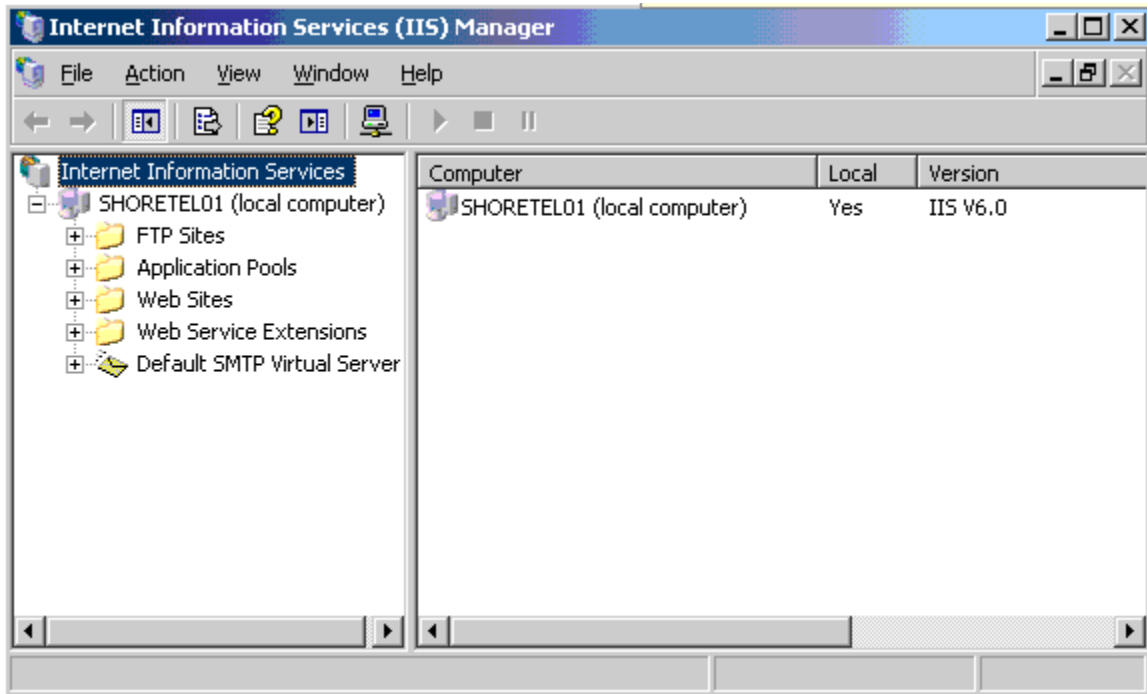 Internet Information Services (IIS) Manager
File Action View Window Help
Internet Information Services
SHORETEL01 (local computer)
FTP Sites
Application Pools
Web Sites
Web Service Extensions
Default SMTP Virtual Server
Computer Local Version
SHORETEL01 (local computer) Yes IIS V6.0